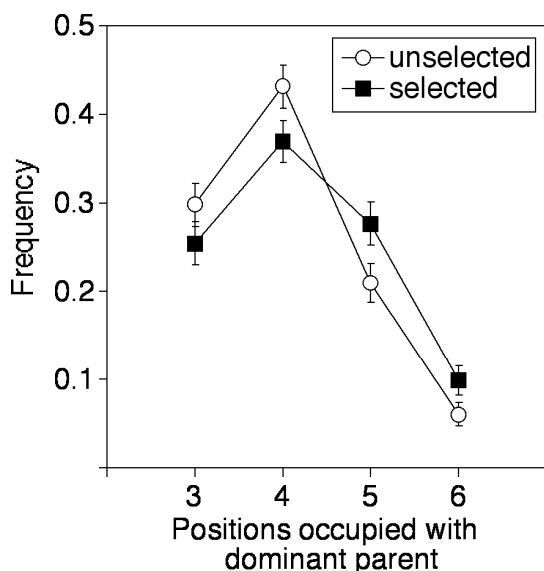 0.5
unselected
selected
0.4
0.3
0.2
0.1
Frequency
3 4 5 6
Positions occupied with
dominant parent